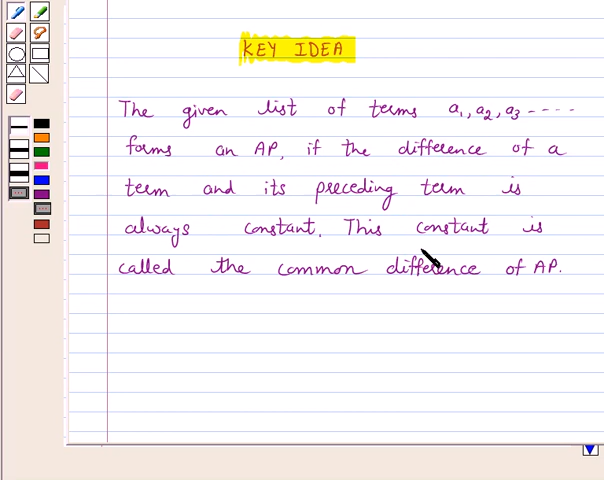 KEY IDEA
The given list of terms a₁, a₂, a₃ - - - -
forms an AP, if the difference of a
term and its preceding term is
always constant. This constant is
called the common difference of AP.